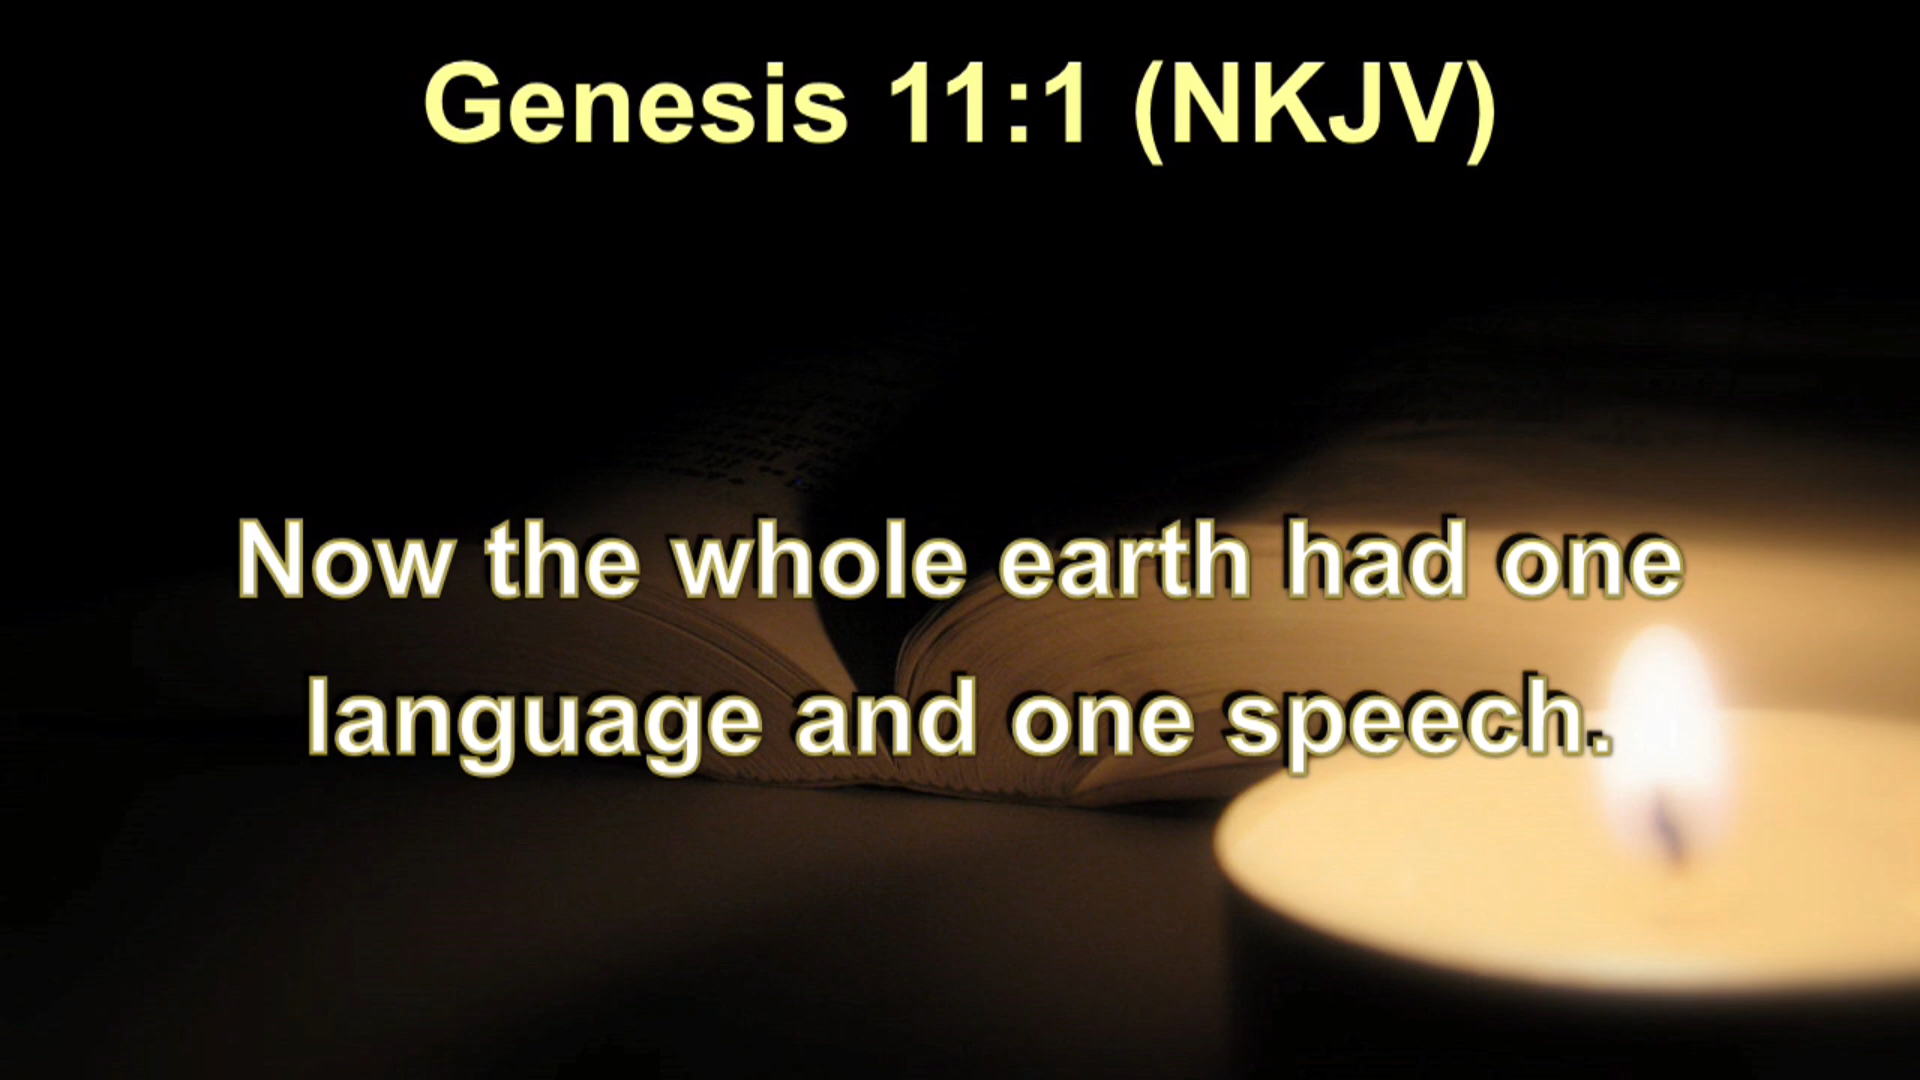 Genesis 11:1 (NKJV)
Now the whole earth had one
language and one speech.